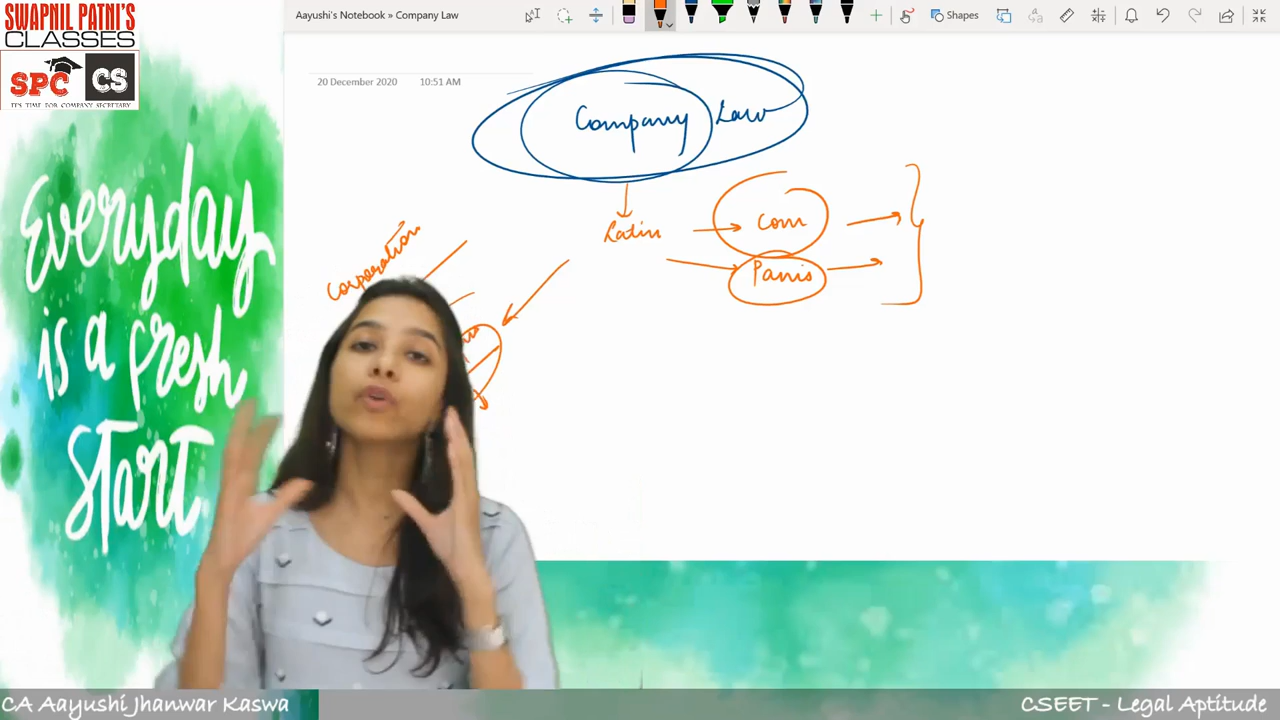 SWAPNIL PATNI'S
CLASSES
SPC CS
IT'S TIME FOR COMPANY SECRETARY
Aayushi's Notebook » Company Law
Shapes
20 December 2020 10:51 AM
Company Law
Latin
Com
Panis
Corporation
Everyday
is a
fresh
Start
CA Aayushi Jhanwar Kaswa
CSEET - Legal Aptitude